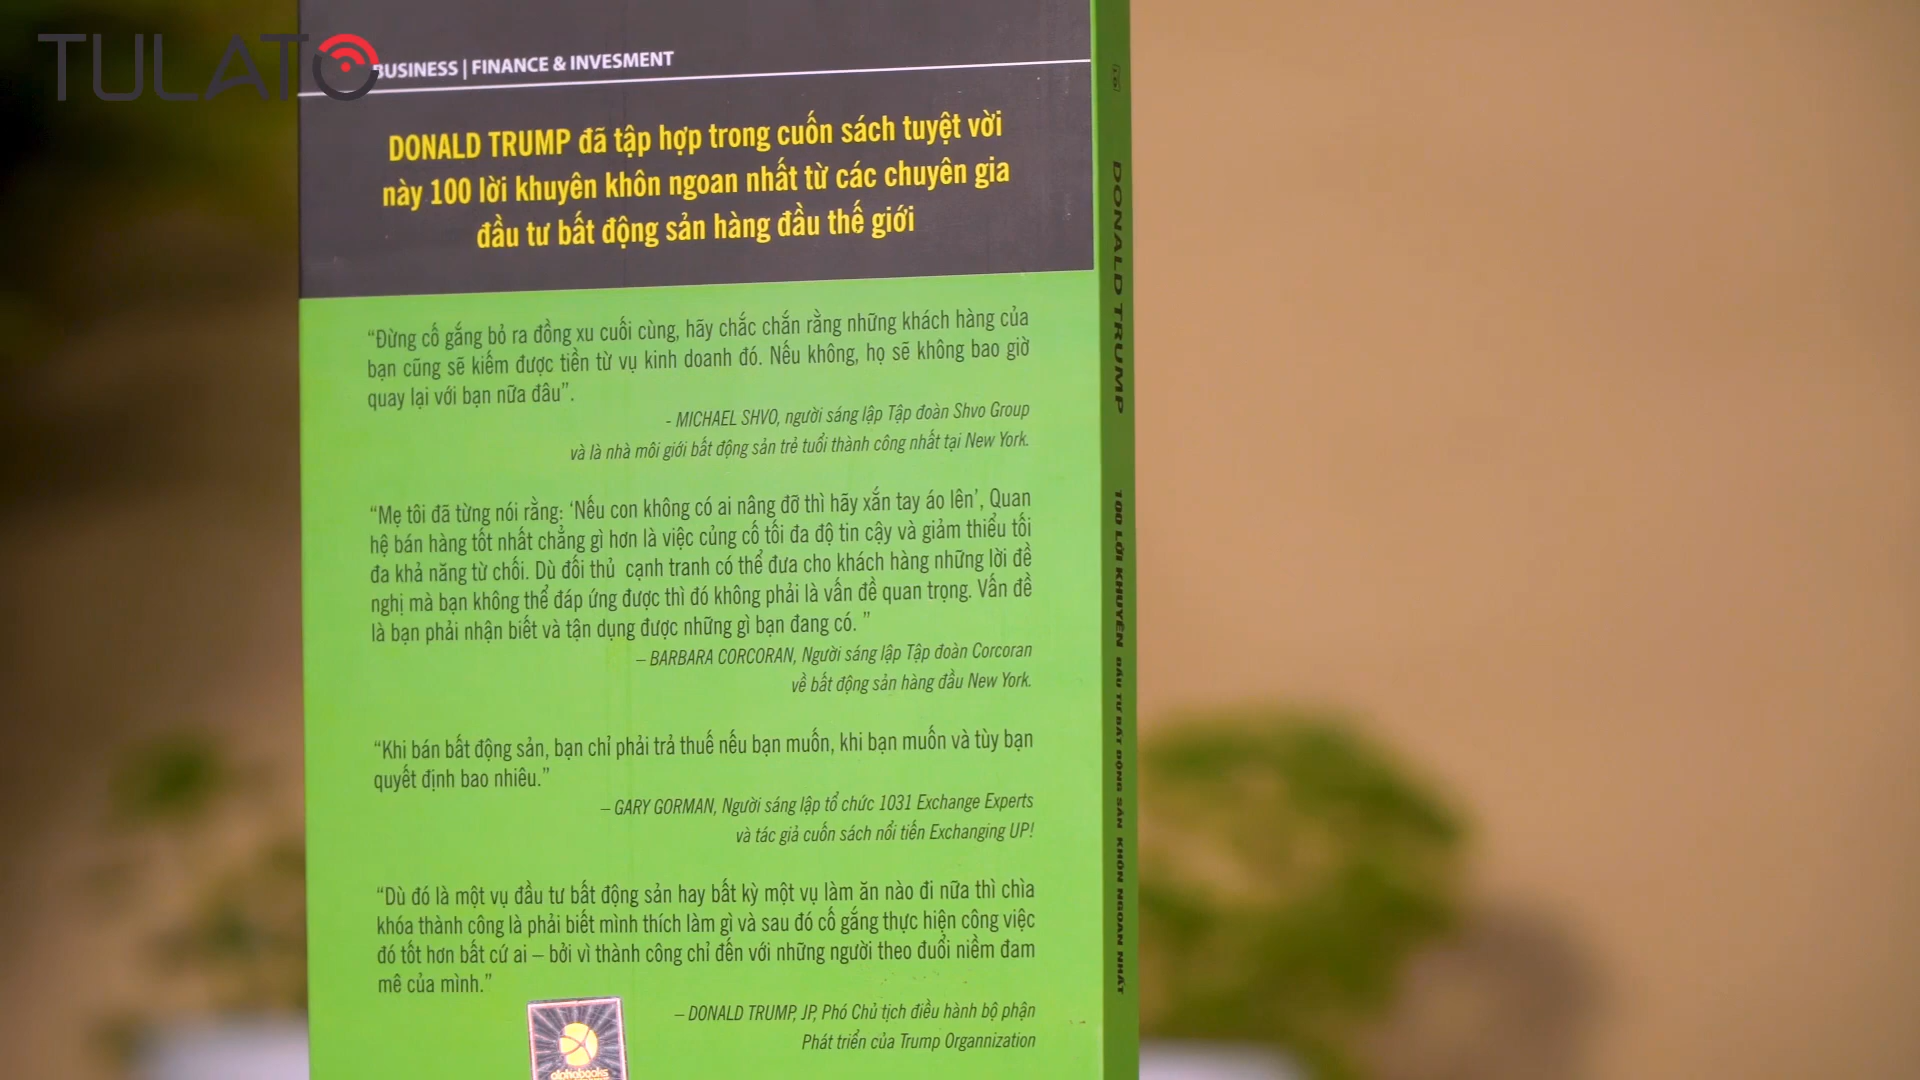 TULATO
BUSINESS | FINANCE & INVESMENT
DONALD TRUMP đã tập hợp trong cuốn sách tuyệt vời
này 100 lời khuyên khôn ngoan nhất từ các chuyên gia
đầu tư bất động sản hàng đầu thế giới
“Đừng cố gắng bỏ ra đồng xu cuối cùng, hãy chắc chắn rằng những khách hàng của
bạn cũng sẽ kiếm được tiền từ vụ kinh doanh đó. Nếu không, họ sẽ không bao giờ
quay lại với bạn nữa đâu”.
- MICHAEL SHVO, người sáng lập Tập đoàn Shvo Group
và là nhà môi giới bất động sản trẻ tuổi thành công nhất tại New York.
“Mẹ tôi đã từng nói rằng: ‘Nếu con không có ai nâng đỡ thì hãy xắn tay áo lên’, Quan
hệ bán hàng tốt nhất chẳng gì hơn là việc củng cố tối đa độ tin cậy và giảm thiểu tối
đa khả năng từ chối. Dù đối thủ cạnh tranh có thể đưa cho khách hàng những lời đề
nghị mà bạn không thể đáp ứng được thì đó không phải là vấn đề quan trọng. Vấn đề
là bạn phải nhận biết và tận dụng được những gì bạn đang có. ”
– BARBARA CORCORAN, Người sáng lập Tập đoàn Corcoran
về bất động sản hàng đầu New York.
“Khi bán bất động sản, bạn chỉ phải trả thuế nếu bạn muốn, khi bạn muốn và tùy bạn
quyết định bao nhiêu.”
– GARY GORMAN, Người sáng lập tổ chức 1031 Exchange Experts
và tác giả cuốn sách nổi tiến Exchanging UP!
“Dù đó là một vụ đầu tư bất động sản hay bất kỳ một vụ làm ăn nào đi nữa thì chìa
khóa thành công là phải biết mình thích làm gì và sau đó cố gắng thực hiện công việc
đó tốt hơn bất cứ ai – bởi vì thành công chỉ đến với những người theo đuổi niềm đam
mê của mình.”
– DONALD TRUMP, JP, Phó Chủ tịch điều hành bộ phận
Phát triển của Trump Organnization
alphabooks
DONALD TRUMP
100 LỜI KHUYÊN ĐẦU TƯ BẤT ĐỘNG SẢN KHÔN NGOAN NHẤT